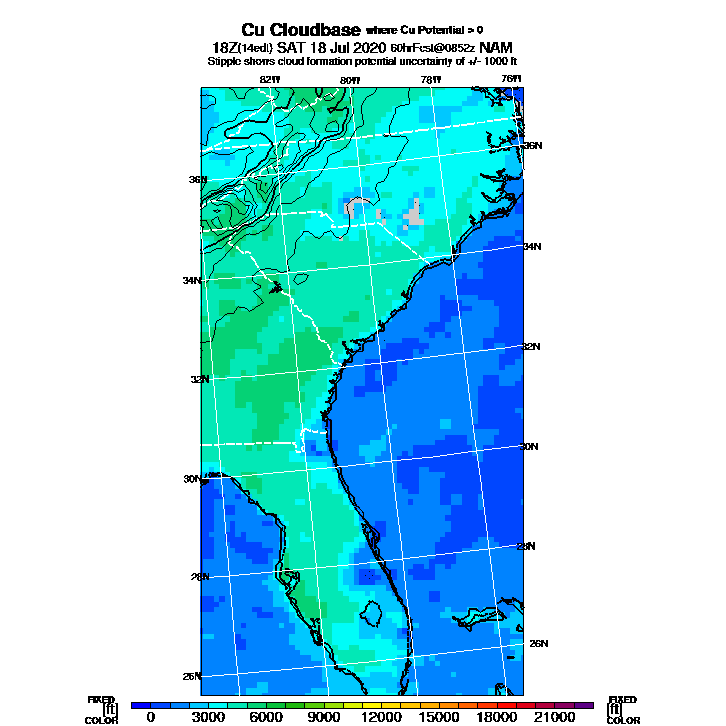 Cu Cloudbase where Cu Potential > 0
18Z(14edt) SAT 18 Jul 2020 60hrFcst@0852z NAM
Stipple shows cloud formation potential uncertainty of +/- 1000 ft
82W 80W 78W 76W
36N
36N
34N
34N
32N
32N
30N
30N
28N
28N
26N
26N
FIXED FIXED
[ft] [ft]
COLOR COLOR
0 3000 6000 9000 12000 15000 18000 21000